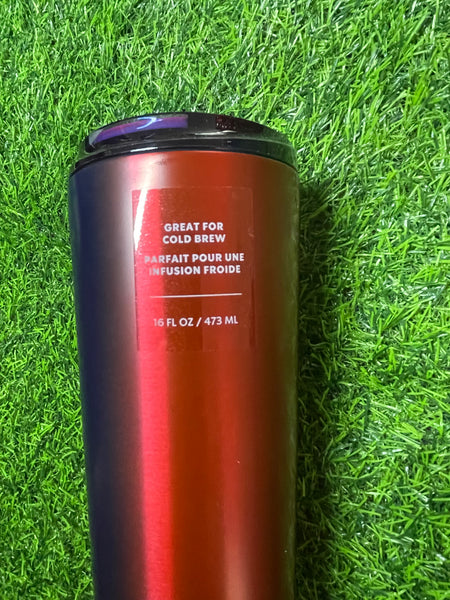 GREAT FOR
COLD BREW
PARFAIT POUR UNE
INFUSION FROIDE
16 FL OZ / 473 ML